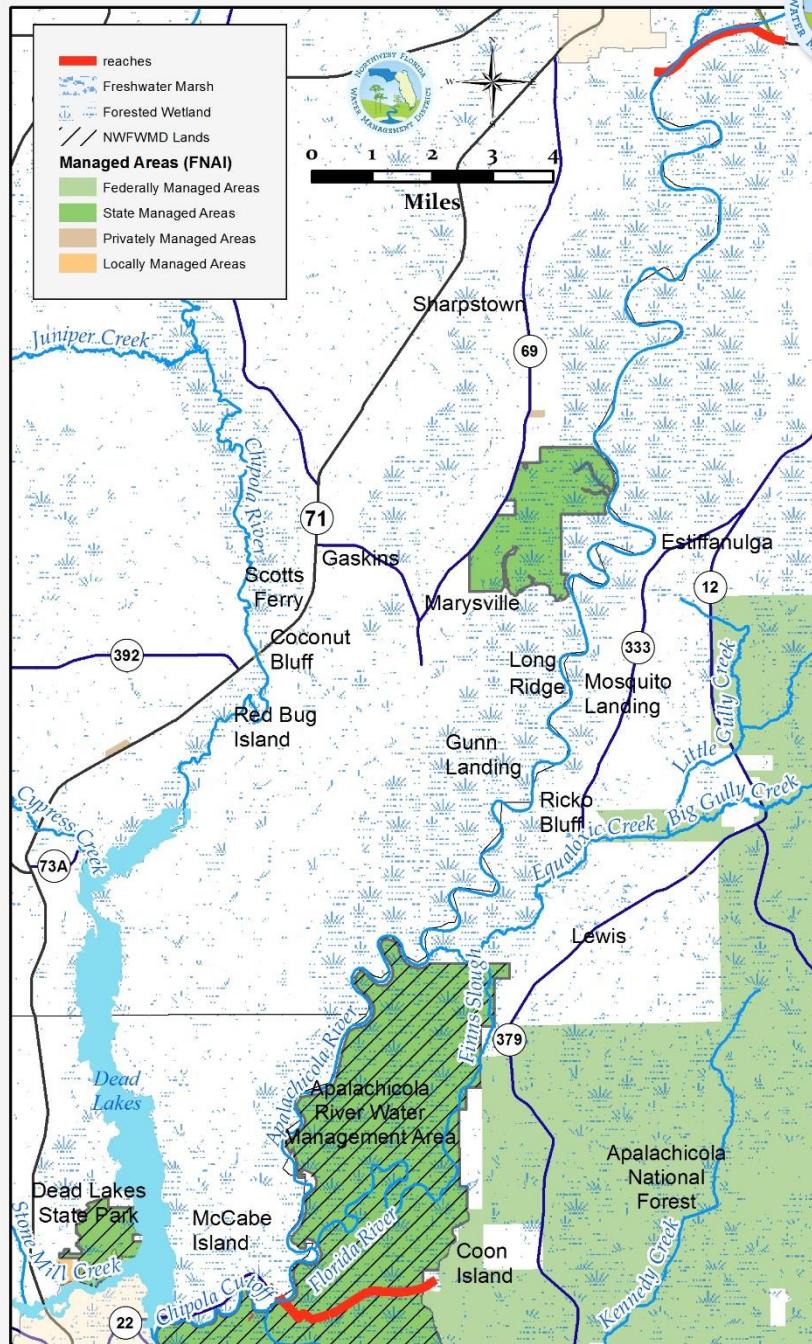 reaches
Freshwater Marsh
Forested Wetland
NWFWMD Lands
Managed Areas (FNAI)
Federally Managed Areas
State Managed Areas
Privately Managed Areas
Locally Managed Areas
NORTHWEST FLORIDA
WATER MANAGEMENT DISTRICT
N
W
E
S
0 1 2 3 4
Miles
Sharpstown
Juniper Creek
69
Chipola River
71
Gaskins
Estiffanulga
Scotts
Ferry
Marysville
12
Coconut
Bluff
392
Long
Ridge
333
Mosquito
Landing
Little Gully Creek
Red Bug
Island
Gunn
Landing
Cypress Creek
Ricko
Bluff
Equaloxic Creek
Big Gully Creek
73A
Lewis
Finns Slough
379
Apalachicola River
Dead
Lakes
Apalachicola
River Water
Management Area
Apalachicola
National
Forest
Dead Lakes
State Park
McCabe
Island
Florida River
Coon
Island
Stone Mill Creek
Chipola Cutoff
Kennedy Creek
22